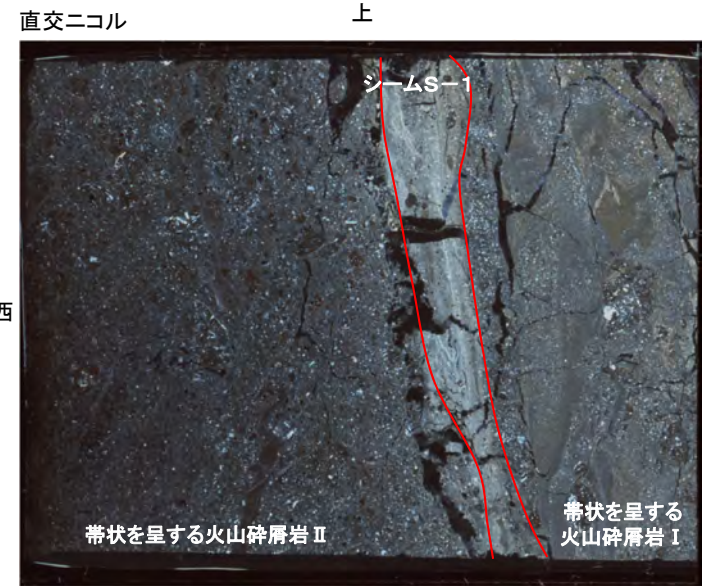 直交ニコル
上
シームS-1
西
帯状を呈する火山砕屑岩Ⅱ
帯状を呈する
火山砕屑岩Ⅰ